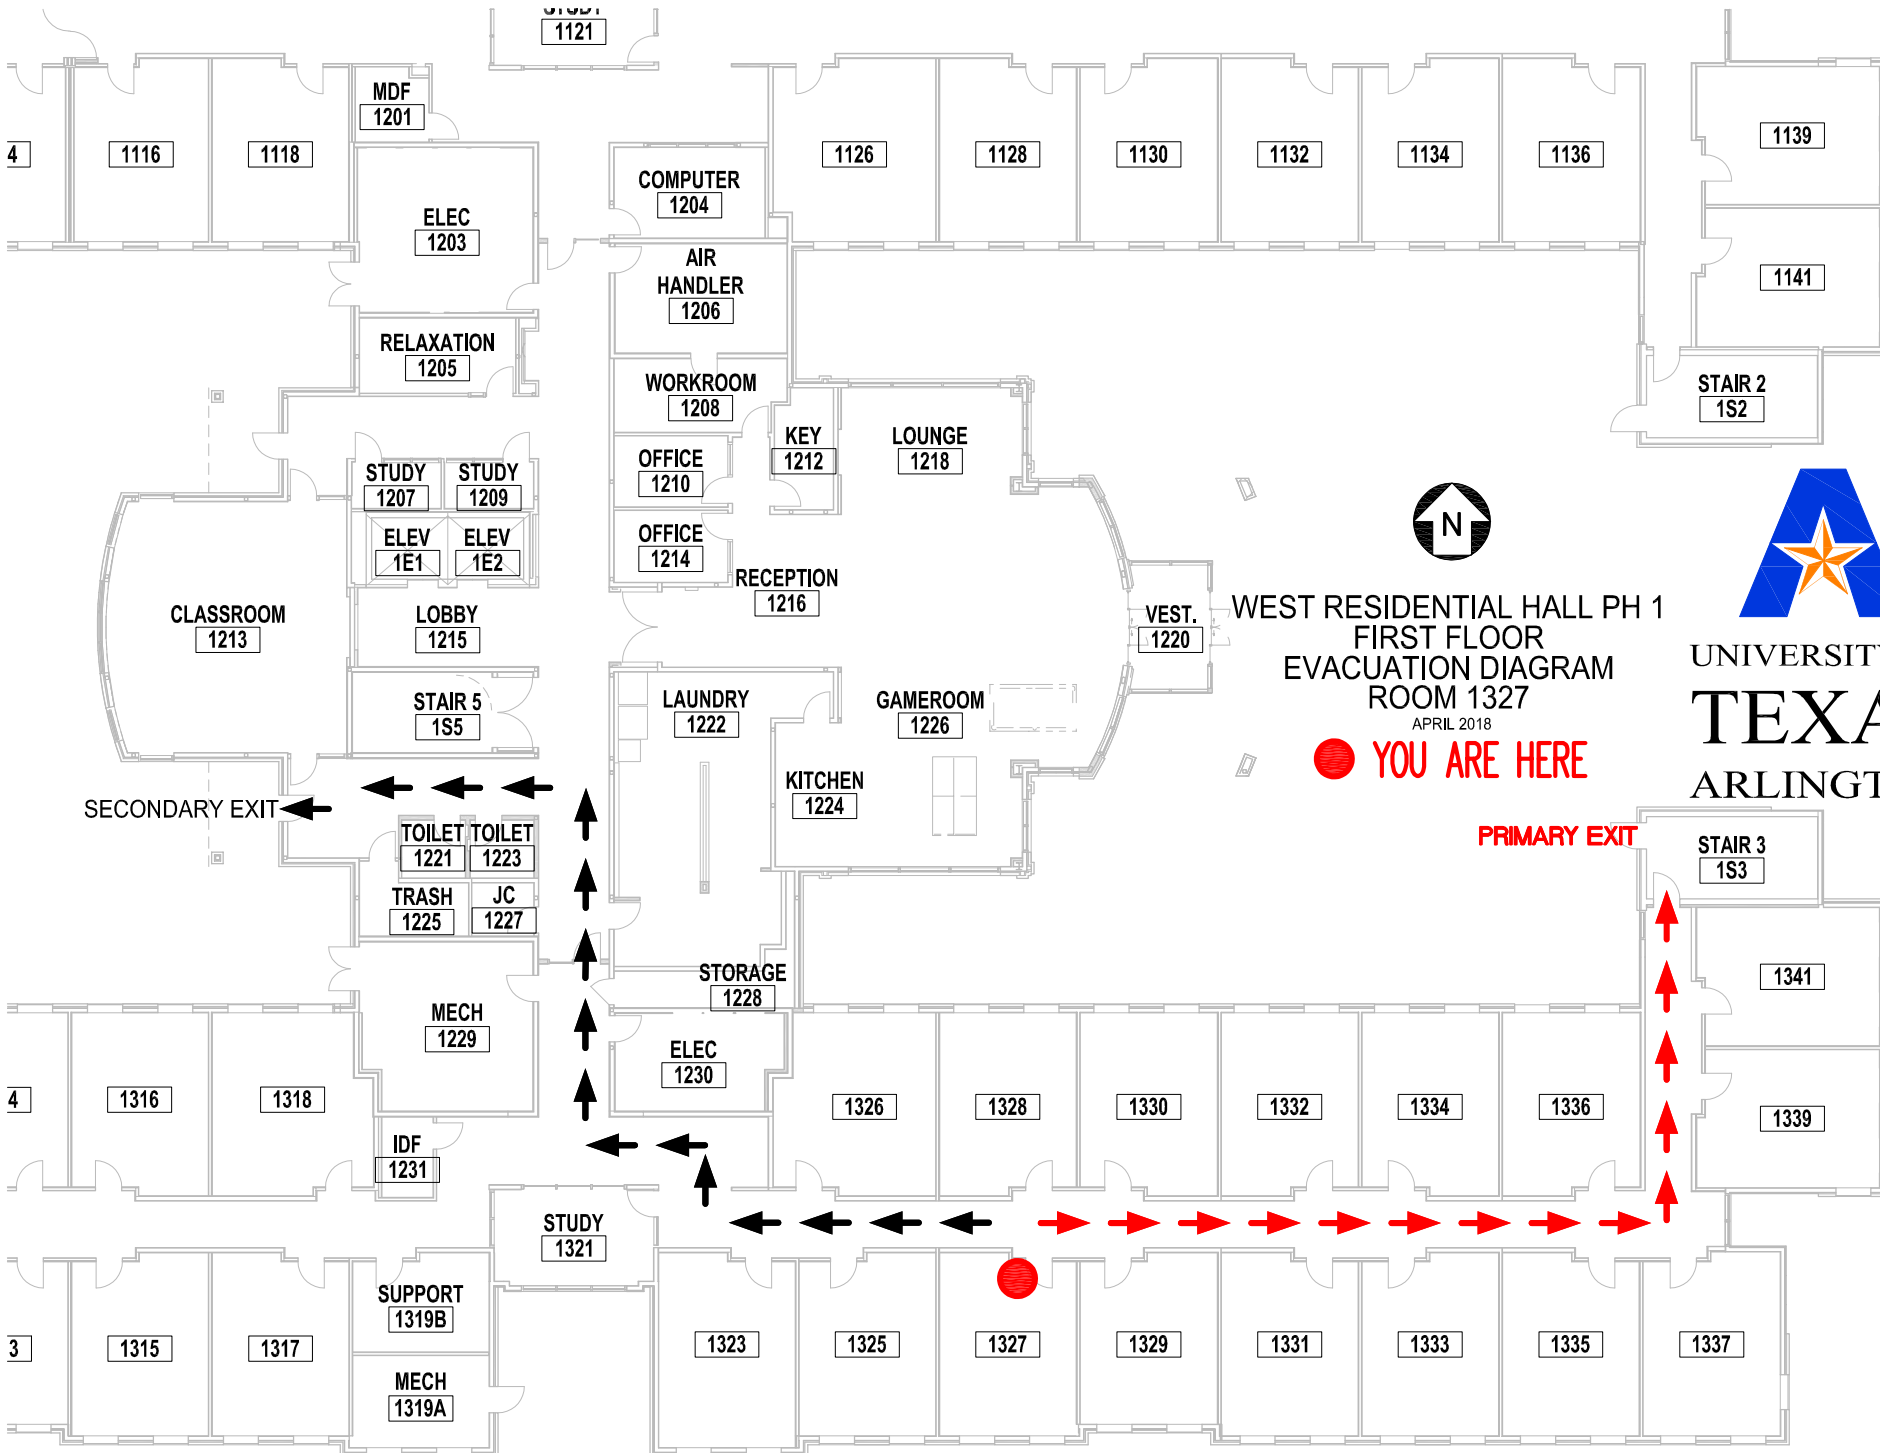 STUDY
1121
MDF
1201
4
1116
1118
1126
1128
1130
1132
1134
1136
1139
COMPUTER
1204
ELEC
1203
AIR
HANDLER
1206
1141
RELAXATION
1205
WORKROOM
1208
STAIR 2
1S2
KEY
1212
LOUNGE
1218
OFFICE
1210
STUDY
1207
STUDY
1209
OFFICE
1214
ELEV
1E1
ELEV
1E2
N
RECEPTION
1216
CLASSROOM
1213
LOBBY
1215
VEST.
1220
WEST RESIDENTIAL HALL PH 1
FIRST FLOOR
EVACUATION DIAGRAM
ROOM 1327
APRIL 2018
YOU ARE HERE
UNIVERSITY
TEXA
ARLINGT
STAIR 5
1S5
LAUNDRY
1222
GAMEROOM
1226
KITCHEN
1224
SECONDARY EXIT
PRIMARY EXIT
TOILET
1221
TOILET
1223
STAIR 3
1S3
TRASH
1225
JC
1227
STORAGE
1228
1341
MECH
1229
ELEC
1230
4
1316
1318
1326
1328
1330
1332
1334
1336
1339
IDF
1231
STUDY
1321
SUPPORT
1319B
3
1315
1317
1323
1325
1327
1329
1331
1333
1335
1337
MECH
1319A